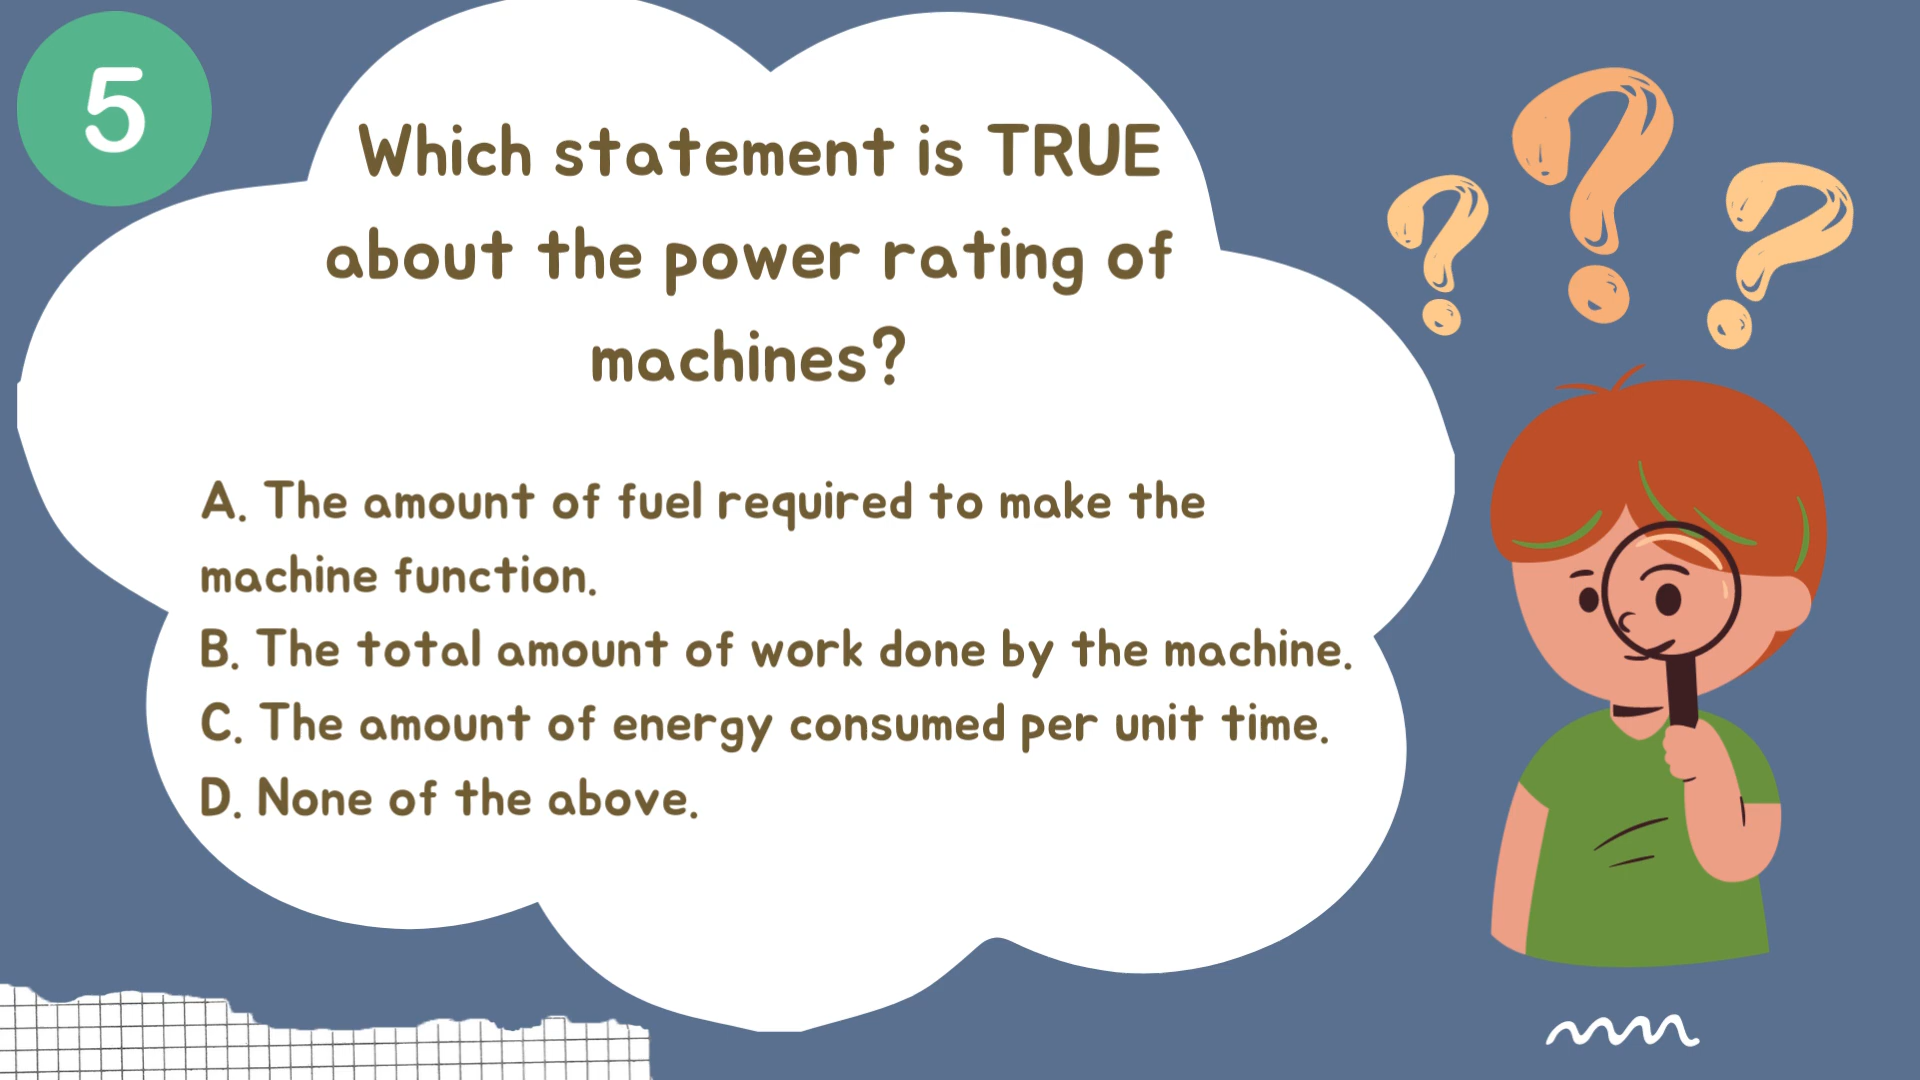 5
Which statement is TRUE
about the power rating of
machines?
A. The amount of fuel required to make the
machine function.
B. The total amount of work done by the machine.
C. The amount of energy consumed per unit time.
D. None of the above.